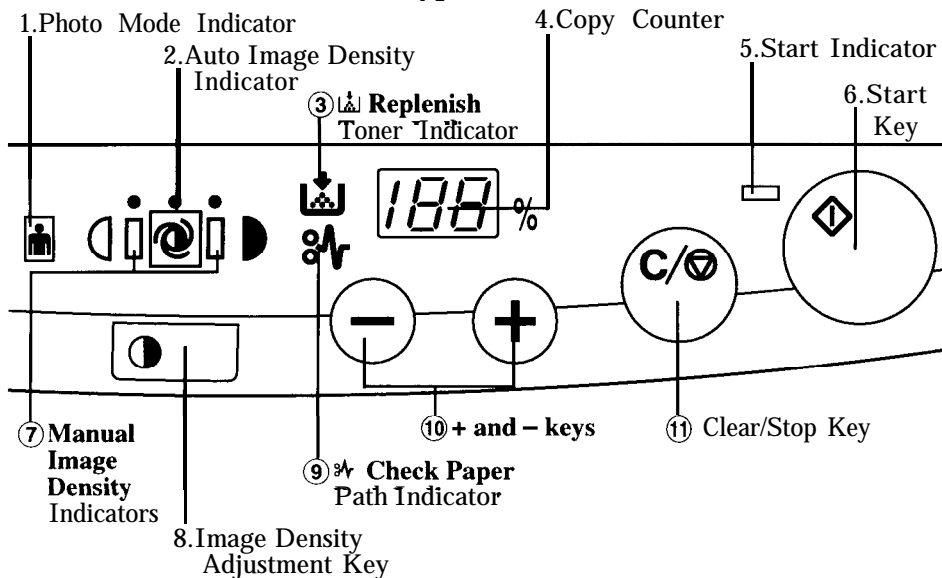 1.Photo Mode Indicator
2.Auto Image Density
Indicator
③ Replenish
Toner Indicator
4.Copy Counter
5.Start Indicator
6.Start
Key
188 %
C/
− +
⑦ Manual
Image
Density
Indicators
8.Image Density
Adjustment Key
⑨ Check Paper
Path Indicator
⑩ + and − keys
⑪ Clear/Stop Key